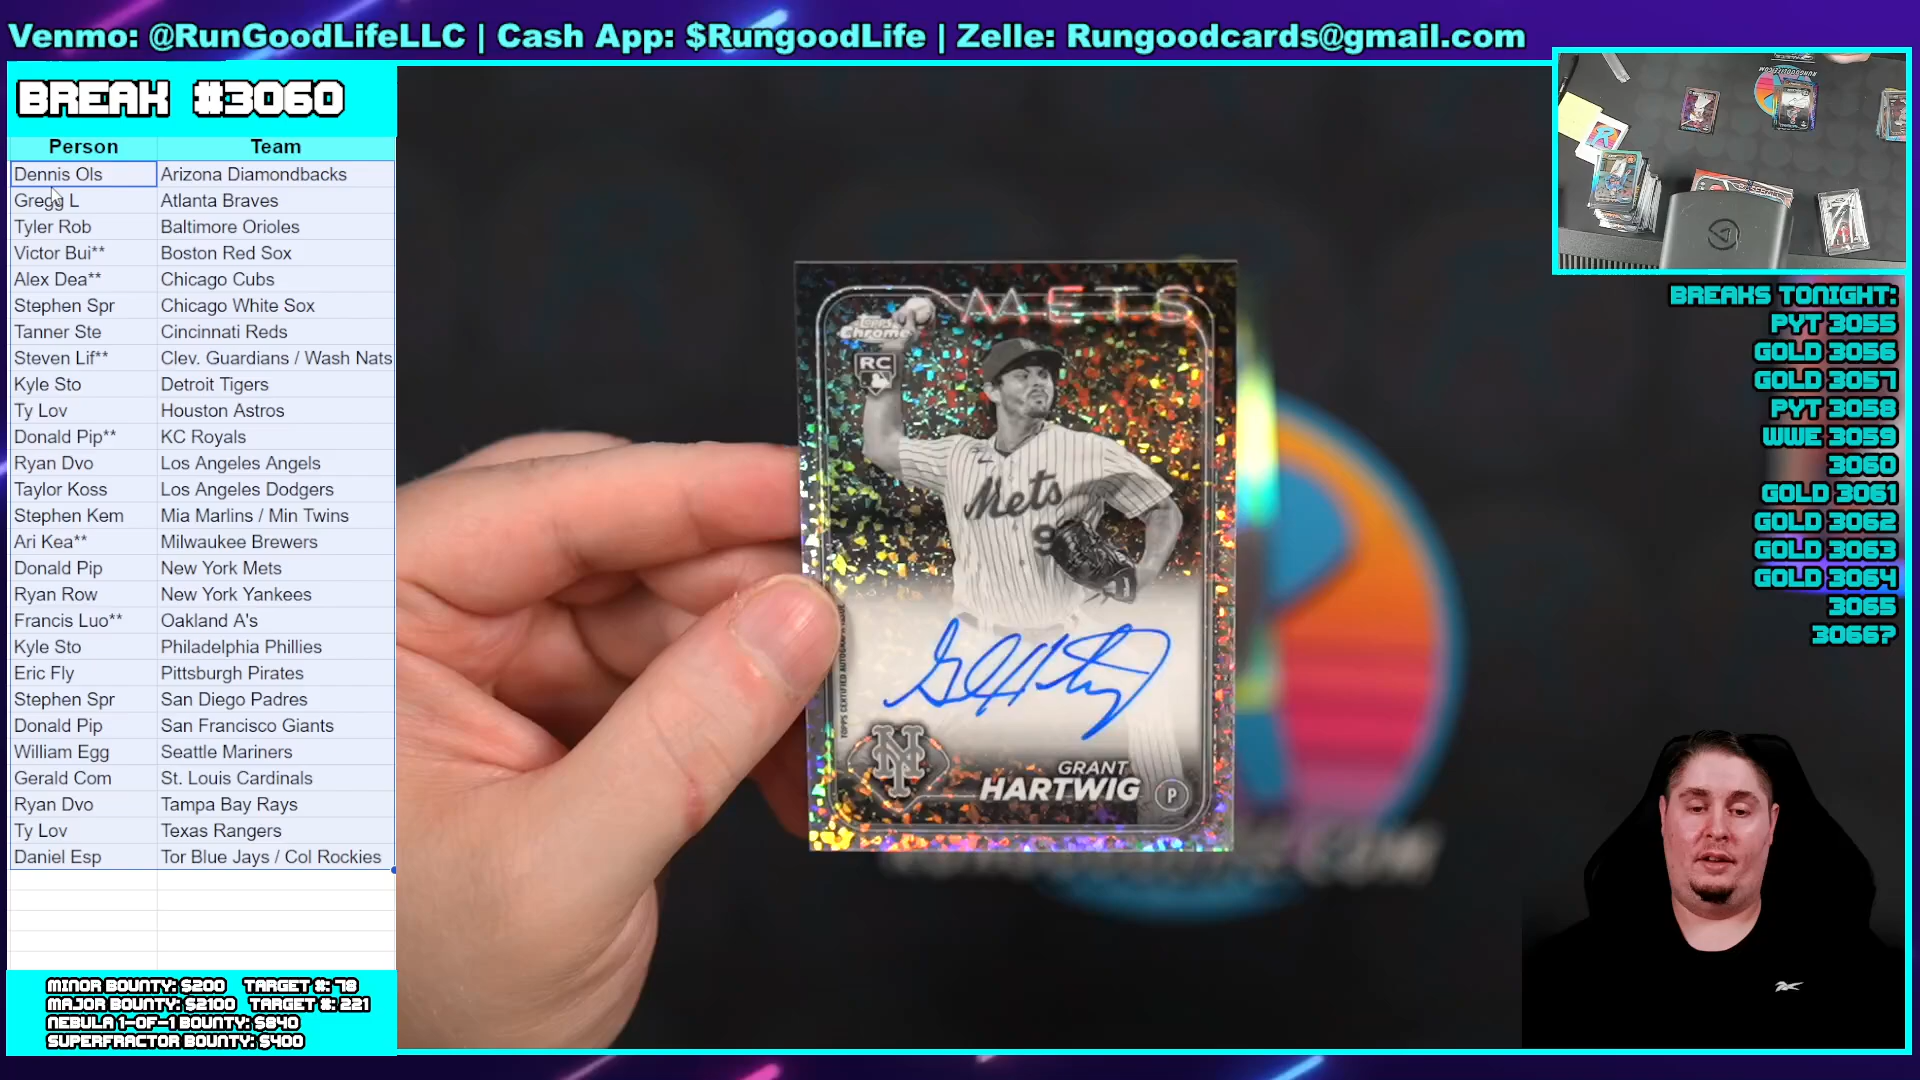 Venmo: @RunGoodLifeLLC | Cash App: $RungoodLife | Zelle: Rungoodcards@gmail.com
BREAK #3060
Person Team
Dennis Ols Arizona Diamondbacks
Gregg L Atlanta Braves
Tyler Rob Baltimore Orioles
Victor Bui** Boston Red Sox
Alex Dea** Chicago Cubs
Stephen Spr Chicago White Sox
Tanner Ste Cincinnati Reds
Steven Lif** Clev. Guardians / Wash Nats
Kyle Sto Detroit Tigers
Ty Lov Houston Astros
Donald Pip** KC Royals
Ryan Dvo Los Angeles Angels
Taylor Koss Los Angeles Dodgers
Stephen Kem Mia Marlins / Min Twins
Ari Kea** Milwaukee Brewers
Donald Pip New York Mets
Ryan Row New York Yankees
Francis Luo** Oakland A's
Kyle Sto Philadelphia Phillies
Eric Fly Pittsburgh Pirates
Stephen Spr San Diego Padres
Donald Pip San Francisco Giants
William Egg Seattle Mariners
Gerald Com St. Louis Cardinals
Ryan Dvo Tampa Bay Rays
Ty Lov Texas Rangers
Daniel Esp Tor Blue Jays / Col Rockies
MINOR BOUNTY: $200 TARGET #: 78
MAJOR BOUNTY: $2100 TARGET #: 221
NEBULA 1-OF-1 BOUNTY: $840
SUPERFRACTOR BOUNTY: $400
METS
Topps
Chrome
RC
Mets
9
NY
GRANT
HARTWIG
P
BREAKS TONIGHT:
PYT 3055
GOLD 3056
GOLD 3057
PYT 3058
WWE 3059
3060
GOLD 3061
GOLD 3062
GOLD 3063
GOLD 3064
3065
3066?